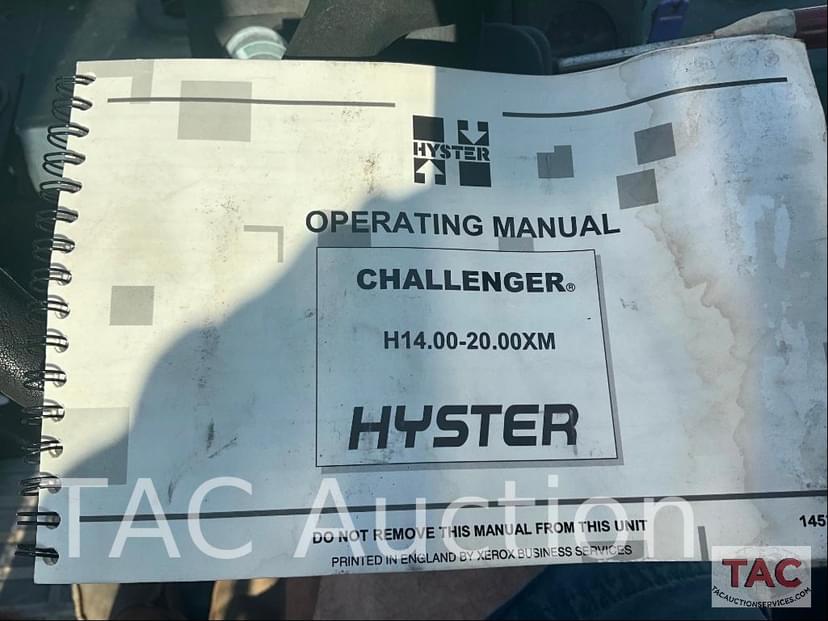 TAC
HYSTER
OPERATING MANUAL
CHALLENGER®
H14.00-20.00XM
HYSTER
TAC Auction
DO NOT REMOVE THIS MANUAL FROM THIS UNIT
PRINTED IN ENGLAND BY XEROX BUSINESS SERVICES
TAC
TACAUCTIONSERVICES.COM